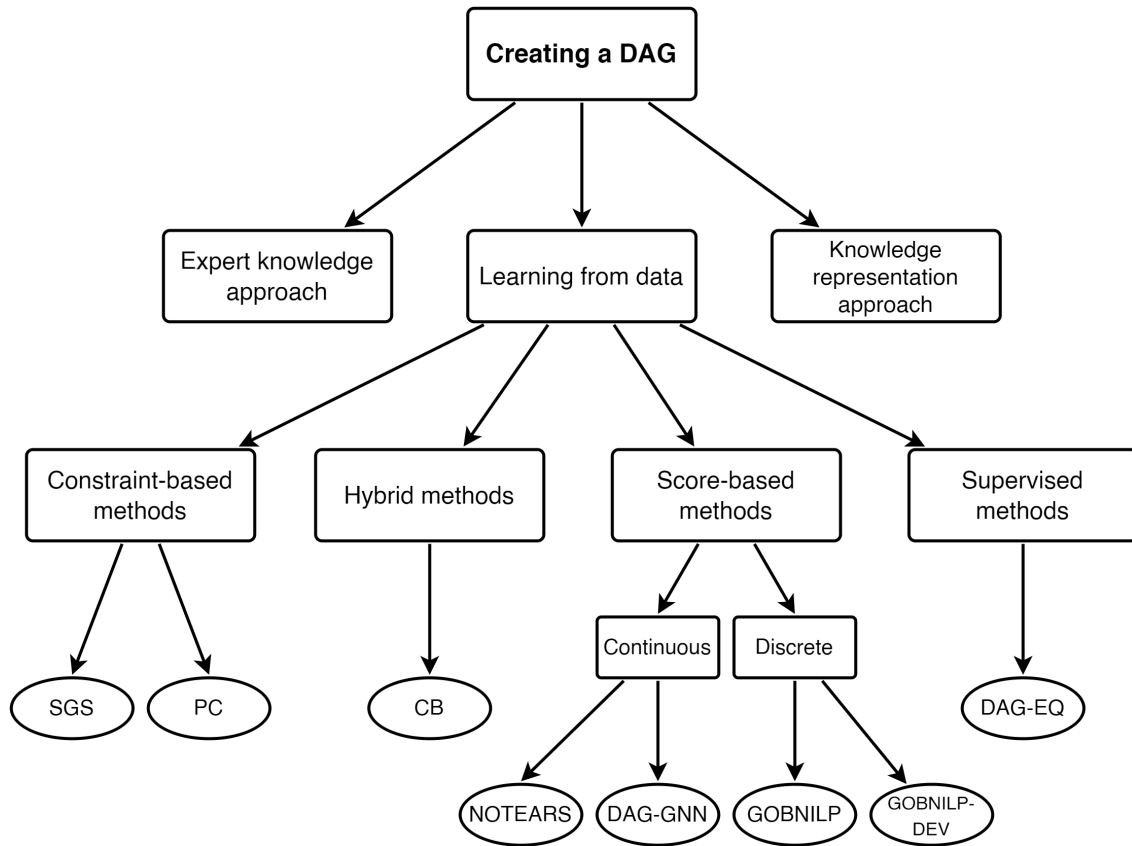 Creating a DAG
Expert knowledge
approach
Learning from data
Knowledge
representation
approach
Constraint-based
methods
Hybrid methods
Score-based
methods
Supervised
methods
Continuous
Discrete
SGS
PC
CB
DAG-EQ
NOTEARS
DAG-GNN
GOBNILP
GOBNILP-
DEV